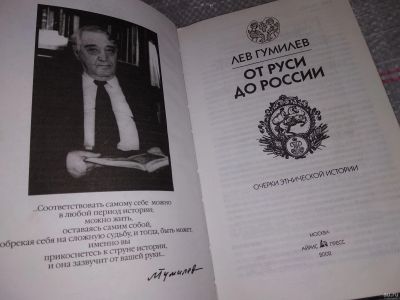 ..Соответствовать самому себе можно
в любой период истории:
можно жить,
оставаясь самим собой,
обрекая себя на сложную судьбу, и тогда, быть может,
именно вы
прикоснетесь к струне истории,
и она зазвучит от вашей руки...
Л Гумилев
ЛЕВ ГУМИЛЕВ
ОТ РУСИ
ДО РОССИИ
ОЧЕРКИ ЭТНИЧЕСКОЙ ИСТОРИИ
МОСКВА
АЙРИС ПРЕСС
2002